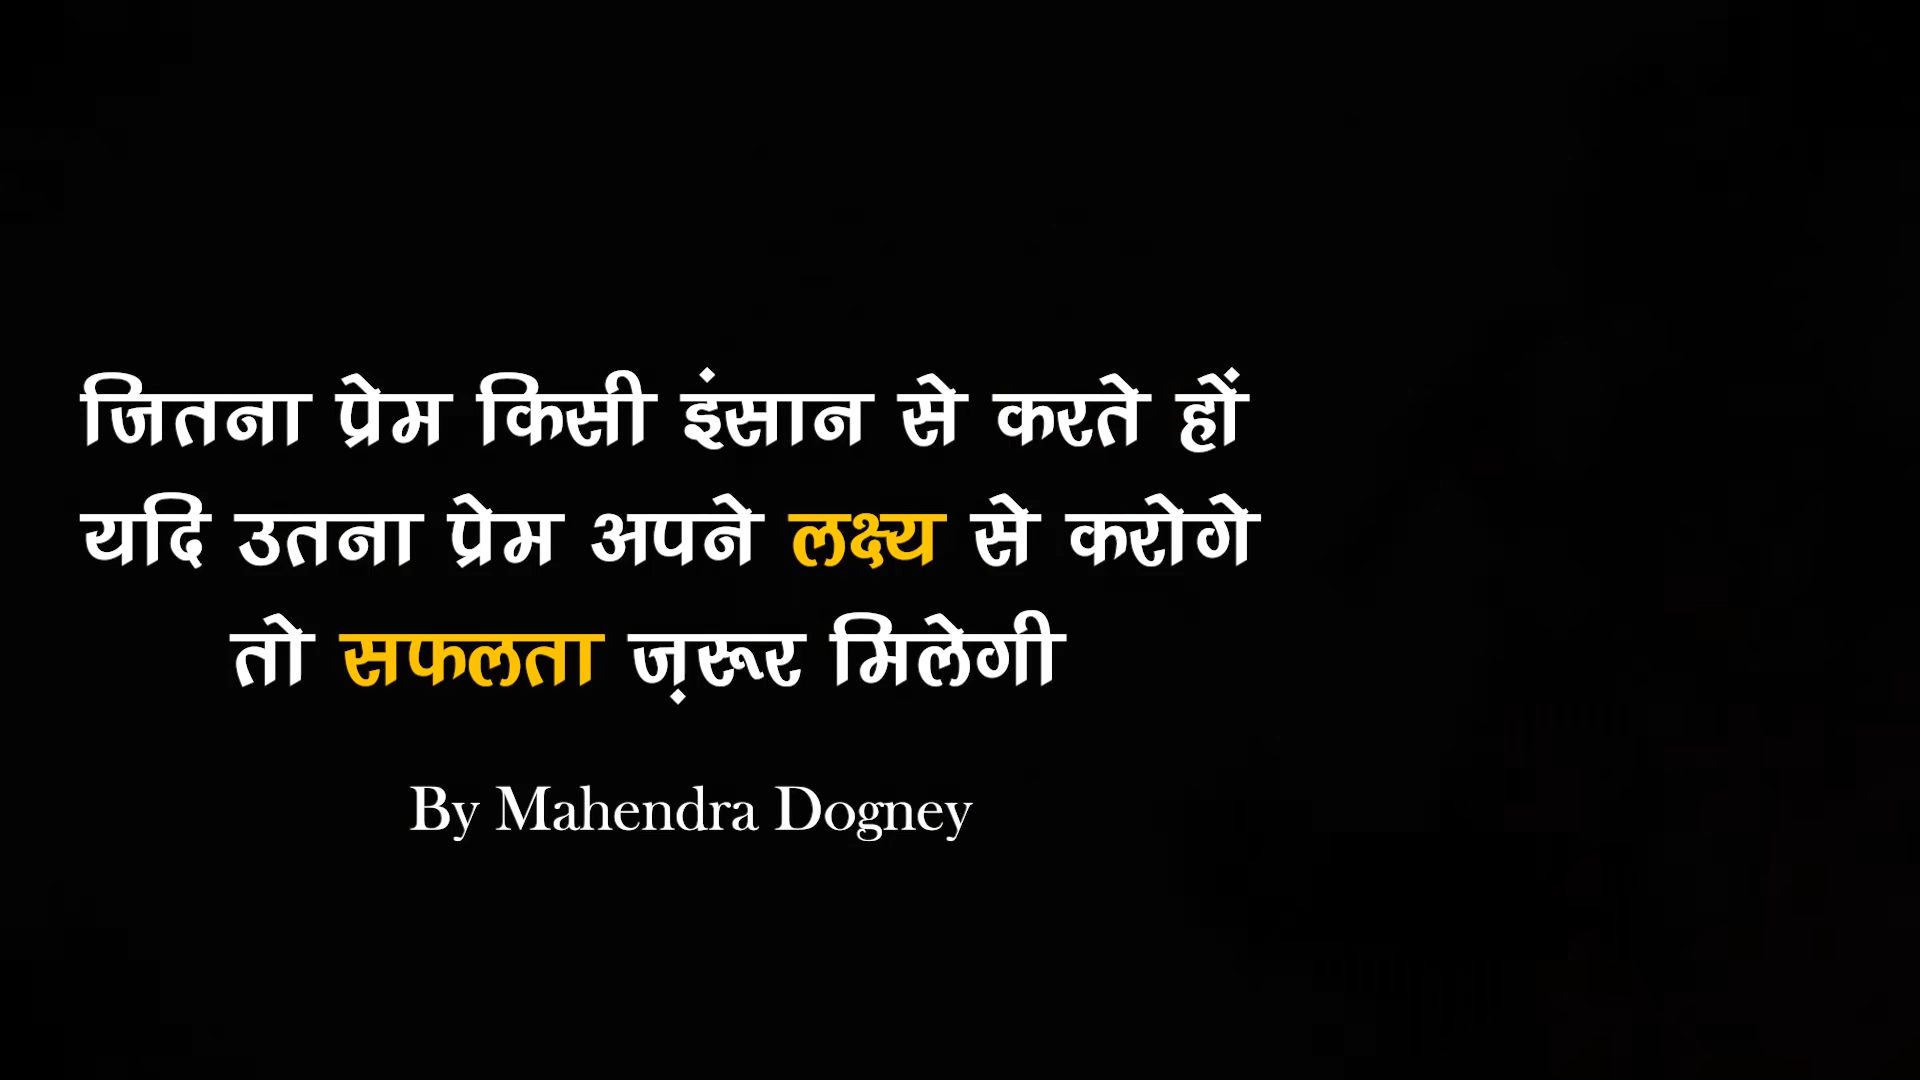 जितना प्रेम किसी इंसान से करते हों
यदि उतना प्रेम अपने लक्ष्य से करोगे
तो सफलता ज़रूर मिलेगी
By Mahendra Dogney